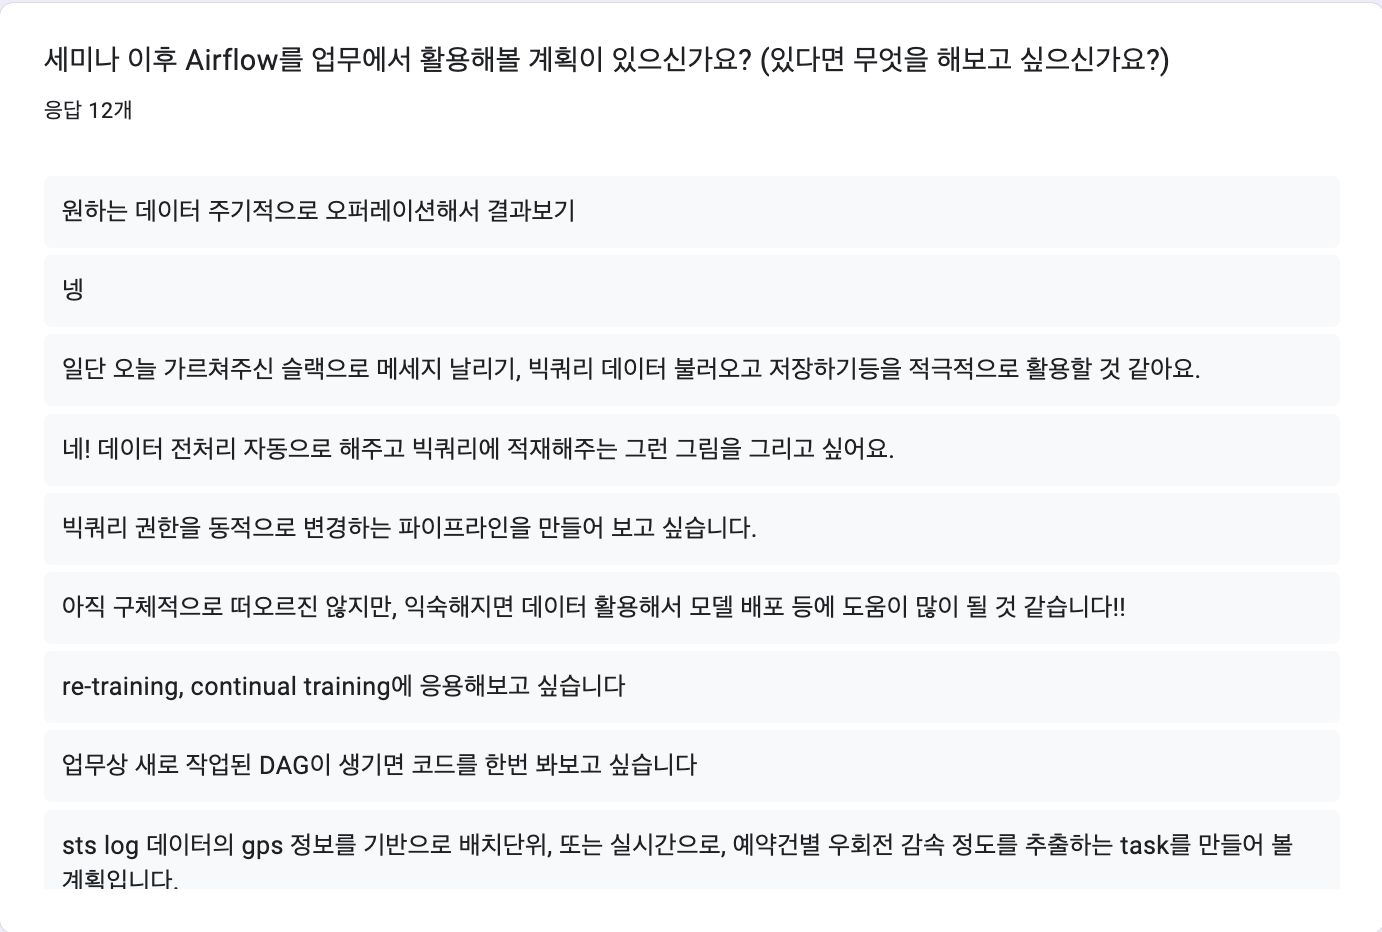 세미나 이후 Airflow를 업무에서 활용해볼 계획이 있으신가요? (있다면 무엇을 해보고 싶으신가요?)
응답 12개
원하는 데이터 주기적으로 오퍼레이션해서 결과보기
넹
일단 오늘 가르쳐주신 슬랙으로 메세지 날리기, 빅쿼리 데이터 불러오고 저장하기등을 적극적으로 활용할 것 같아요.
네! 데이터 전처리 자동으로 해주고 빅쿼리에 적재해주는 그런 그림을 그리고 싶어요.
빅쿼리 권한을 동적으로 변경하는 파이프라인을 만들어 보고 싶습니다.
아직 구체적으로 떠오르진 않지만, 익숙해지면 데이터 활용해서 모델 배포 등에 도움이 많이 될 것 같습니다!!
re-training, continual training에 응용해보고 싶습니다
업무상 새로 작업된 DAG이 생기면 코드를 한번 봐보고 싶습니다
sts log 데이터의 gps 정보를 기반으로 배치단위, 또는 실시간으로, 예약건별 우회전 감속 정도를 추출하는 task를 만들어 볼
계획입니다.